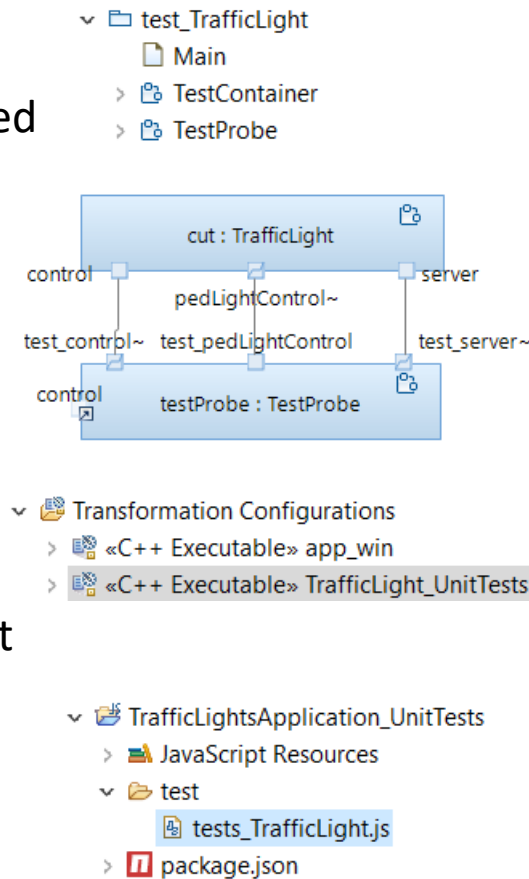 test_TrafficLight
Main
ed
TestContainer
TestProbe
cut : TrafficLight
control
server
pedLightControl~
test_control~ test_pedLightControl test_server~
control
testProbe : TestProbe
Transformation Configurations
«C++ Executable» app_win
«C++ Executable» TrafficLight_UnitTests
t
TrafficLightsApplication_UnitTests
JavaScript Resources
test
tests_TrafficLight.js
package.json